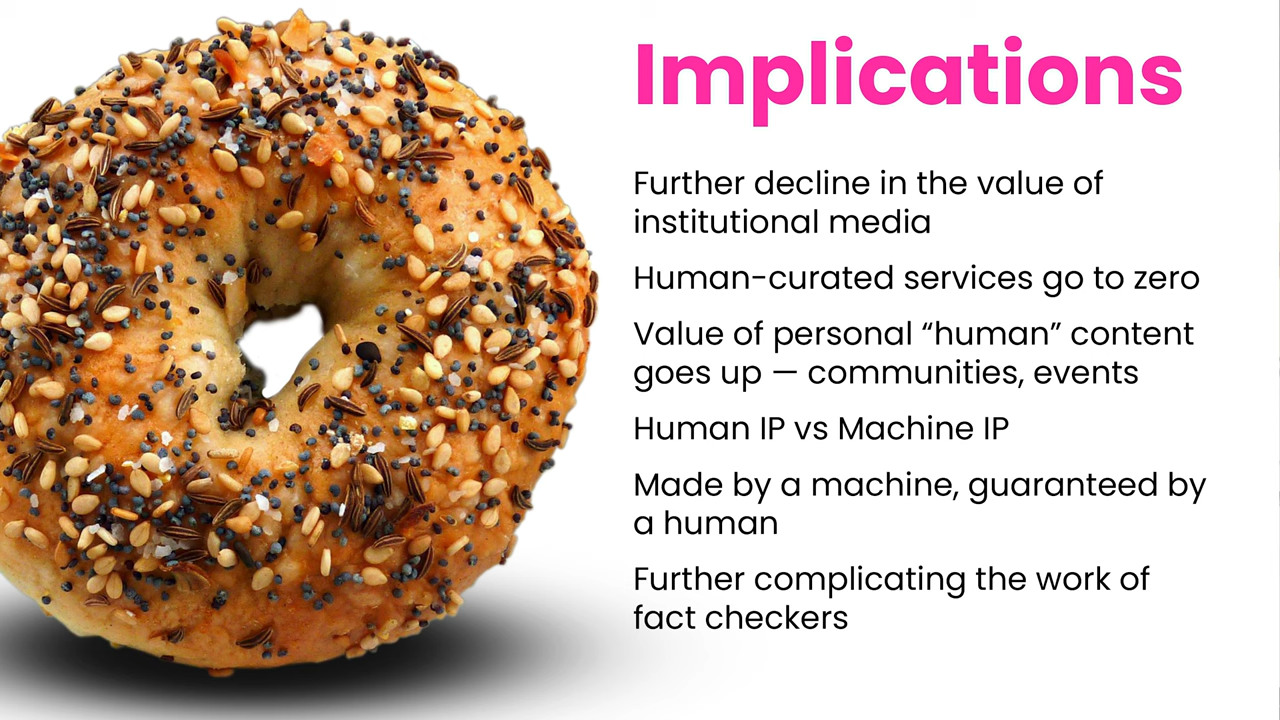 Implications
Further decline in the value of
institutional media
Human-curated services go to zero
Value of personal “human” content
goes up — communities, events
Human IP vs Machine IP
Made by a machine, guaranteed by
a human
Further complicating the work of
fact checkers